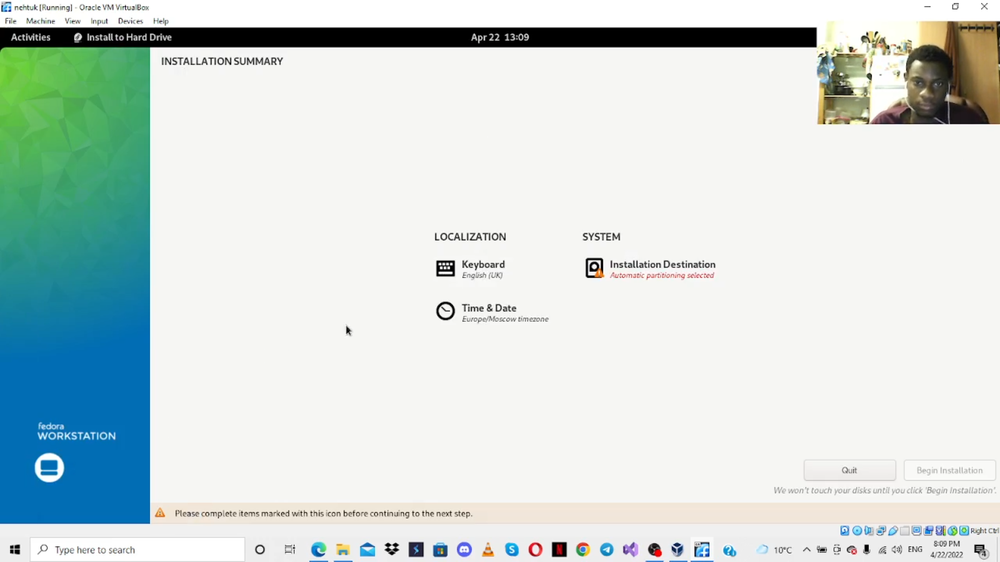 nehtuk [Running] - Oracle VM VirtualBox
File Machine View Input Devices Help
Activities Install to Hard Drive Apr 22 13:09
INSTALLATION SUMMARY
LOCALIZATION SYSTEM
Keyboard Installation Destination
English (UK) Automatic partitioning selected
Time & Date
Europe/Moscow timezone
fedora
WORKSTATION
Quit Begin Installation
We won't touch your disks until you click 'Begin Installation'.
Please complete items marked with this icon before continuing to the next step.
Right Ctrl
Type here to search 10°C ENG 8:09 PM
4/22/2022 4